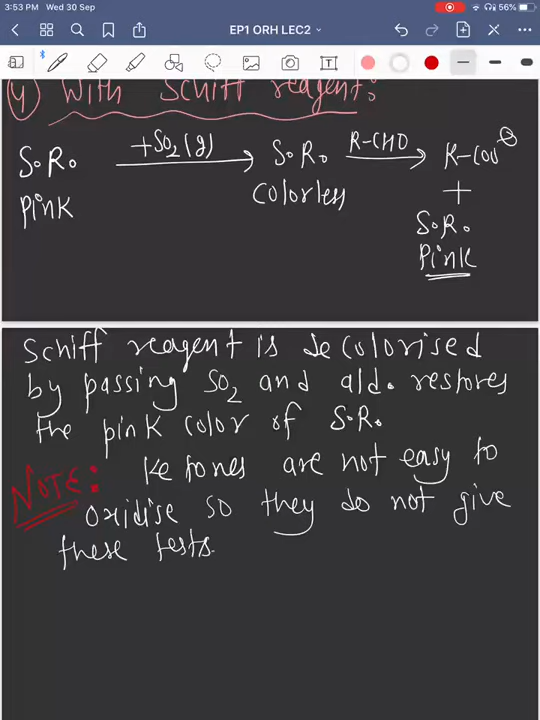 3:53 PM Wed 30 Sep
56%
EP1 ORH LEC2
(4) With Schiff reagent:
S.R. +SO2(g) S.R. R-CHO R-COO⊖
Pink Colorless +
S.R.
Pink
Schiff reagent is decolorised
by passing SO2 and ald. restores
the pink color of S.R.
NOTE: Ketones are not easy to
oxidise so they do not give
these tests.